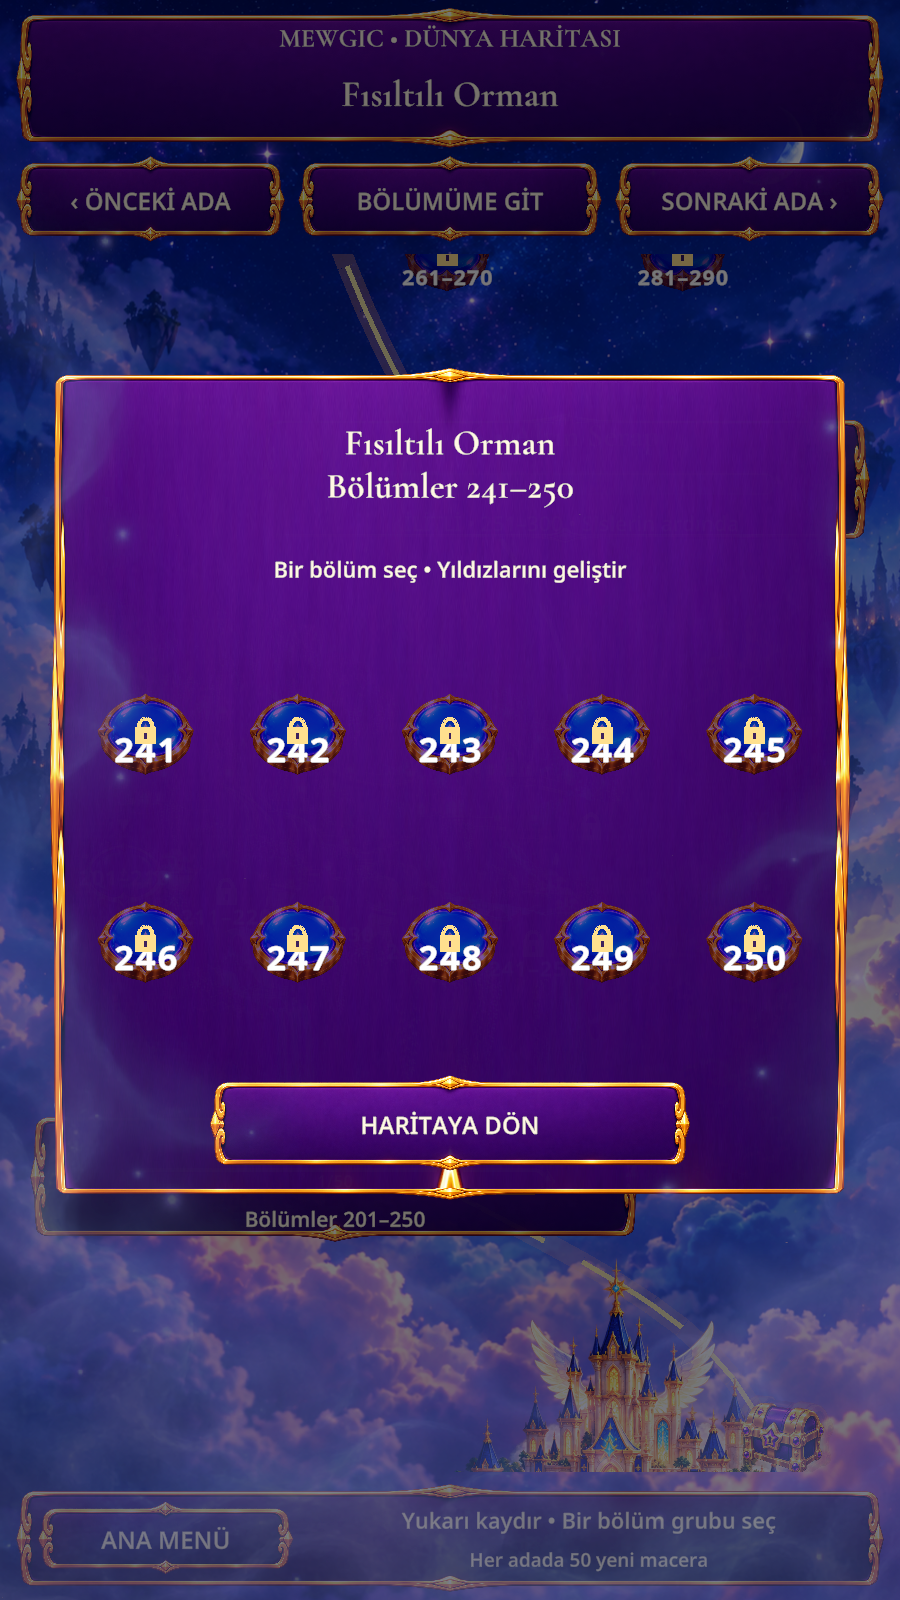 MEWGIC • DÜNYA HARİTASI
Fısıltılı Orman
‹ ÖNCEKİ ADA
BÖLÜMÜME GİT
SONRAKİ ADA ›
261–270
281–290
Fısıltılı Orman
Bölümler 241–250
Bir bölüm seç • Yıldızlarını geliştir
241
242
243
244
245
246
247
248
249
250
HARİTAYA DÖN
Bölümler 201–250
ANA MENÜ
Yukarı kaydır • Bir bölüm grubu seç
Her adada 50 yeni macera